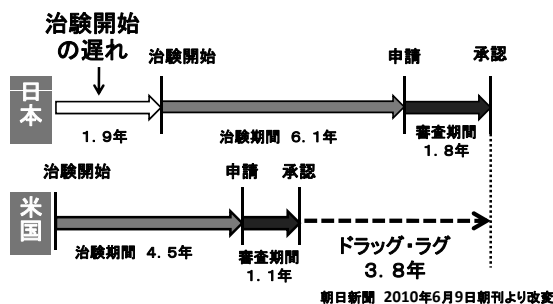 治験開始
の遅れ
治験開始
申請
承認
日本
1.9年
治験期間 6.1年
審査期間
1.8年
治験開始
申請
承認
米国
治験期間 4.5年
審査期間
1.1年
ドラッグ・ラグ
3.8年
朝日新聞 2010年6月9日朝刊より改変